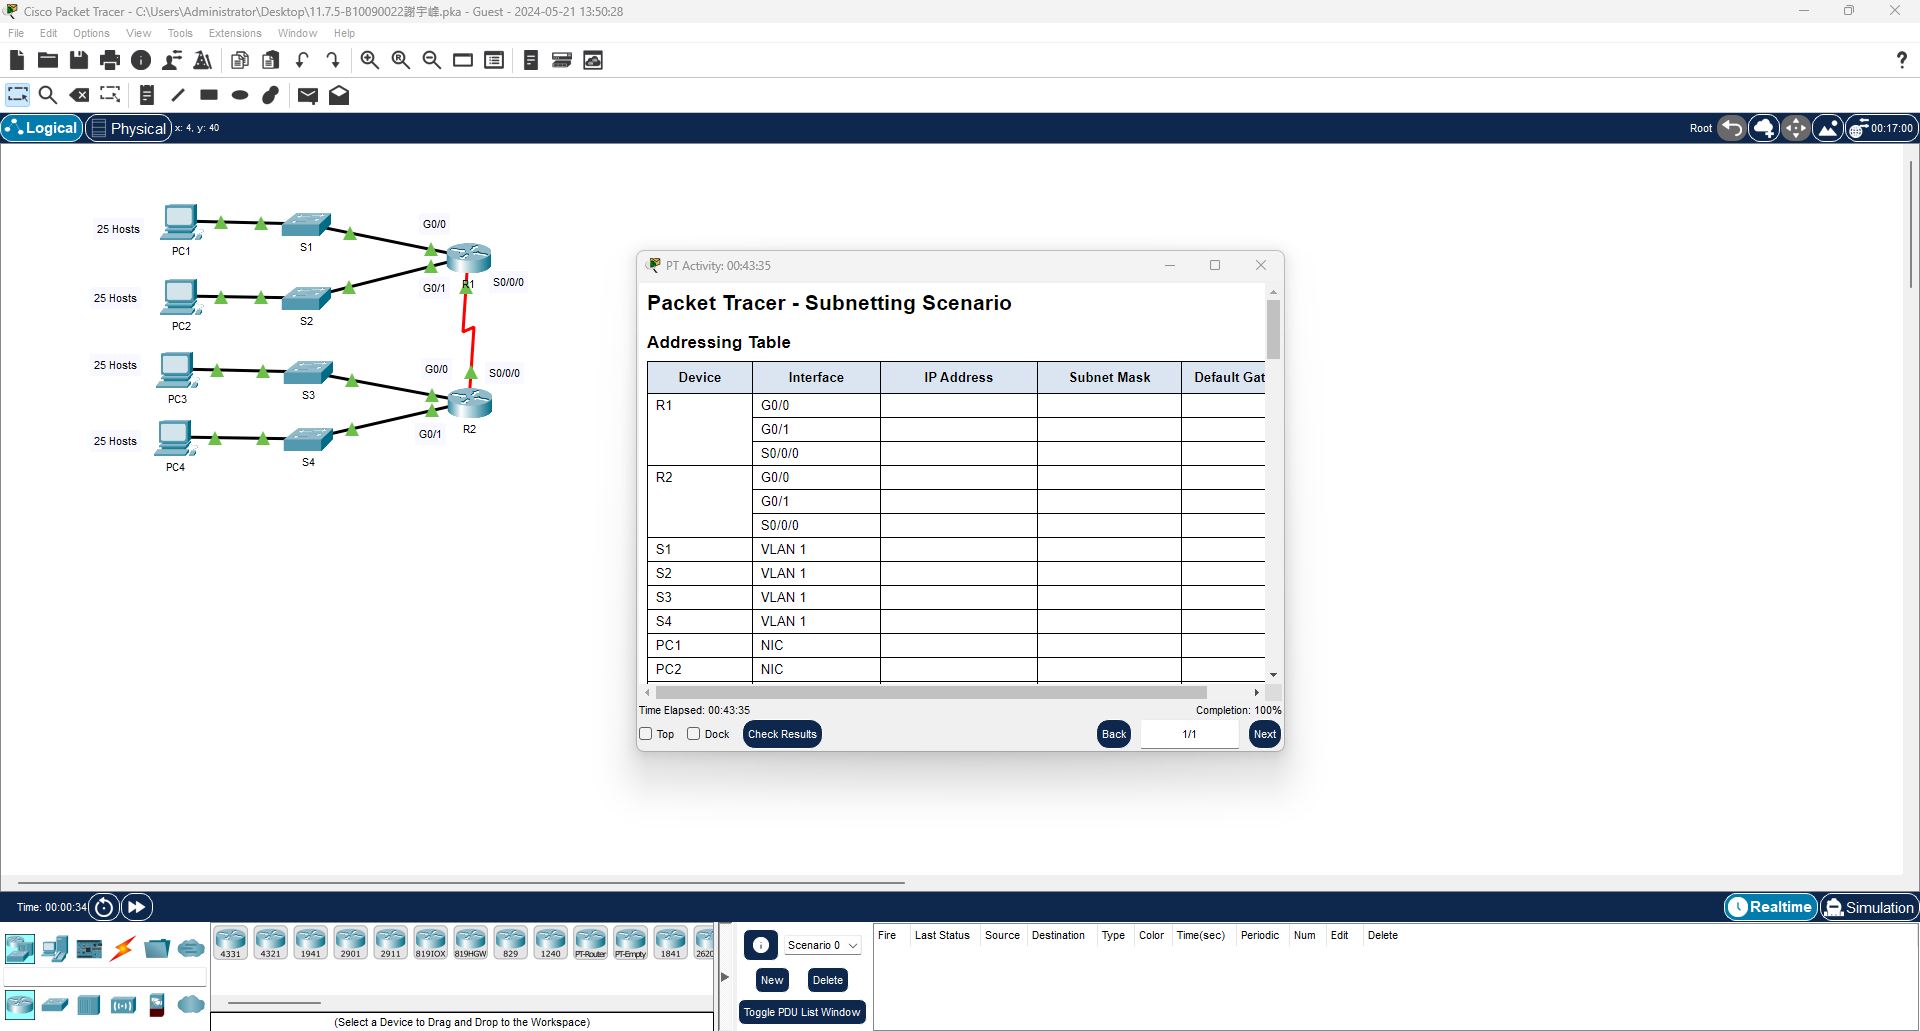 Cisco Packet Tracer - C:\Users\Administrator\Desktop\11.7.5-B10090022謝宇峰.pka - Guest - 2024-05-21 13:50:28
File Edit Options View Tools Extensions Window Help
Logical Physical x: 4, y: 40 Root 00:17:00
25 Hosts PC1 S1 G0/0
R1 S0/0/0
25 Hosts PC2 S2 G0/1
25 Hosts PC3 S3 G0/0 S0/0/0
R2
25 Hosts PC4 S4 G0/1
PT Activity: 00:43:35
Packet Tracer - Subnetting Scenario
Addressing Table
Device Interface IP Address Subnet Mask Default Gat
R1 G0/0
G0/1
S0/0/0
R2 G0/0
G0/1
S0/0/0
S1 VLAN 1
S2 VLAN 1
S3 VLAN 1
S4 VLAN 1
PC1 NIC
PC2 NIC
Time Elapsed: 00:43:35 Completion: 100%
Top Dock Check Results Back 1/1 Next
Time: 00:00:34 Realtime Simulation
4331 4321 1941 2901 2911 819IOX 819HGW 829 1240 PT-Router PT-Empty 1841 2620
(Select a Device to Drag and Drop to the Workspace)
Scenario 0
New Delete
Toggle PDU List Window
Fire Last Status Source Destination Type Color Time(sec) Periodic Num Edit Delete